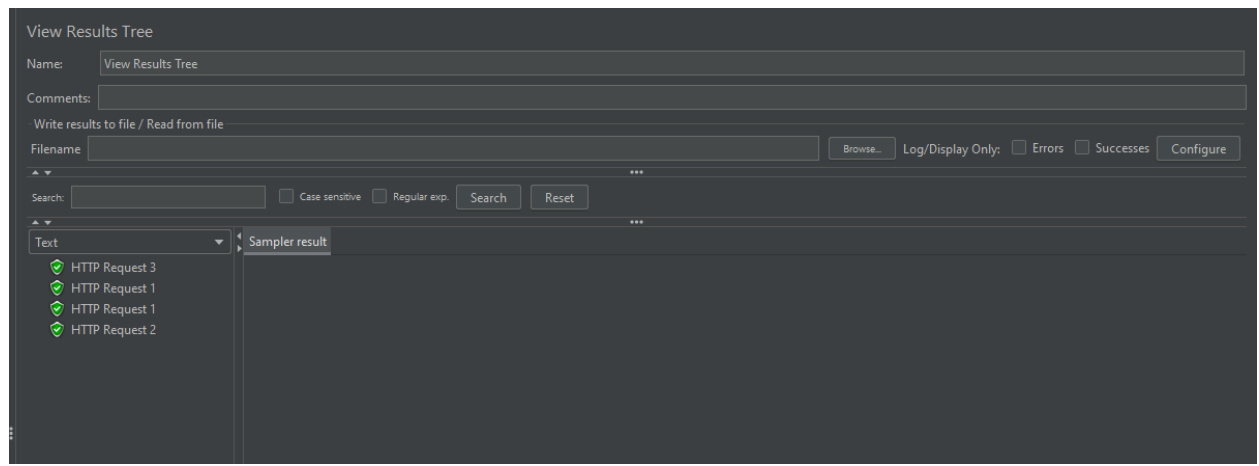 View Results Tree
Name: View Results Tree
Comments:
Write results to file / Read from file
Filename Browse... Log/Display Only: Errors Successes Configure
Search: Case sensitive Regular exp. Search Reset
Text Sampler result
HTTP Request 3
HTTP Request 1
HTTP Request 1
HTTP Request 2